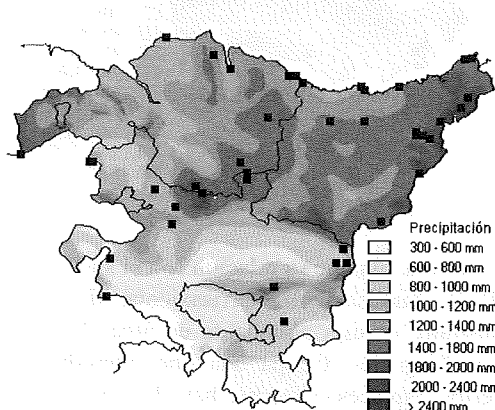 Precipitación
300 - 600 mm
600 - 800 mm
800 - 1000 mm
1000 - 1200 mm
1200 - 1400 mm
1400 - 1800 mm
1800 - 2000 mm
2000 - 2400 mm
> 2400 mm